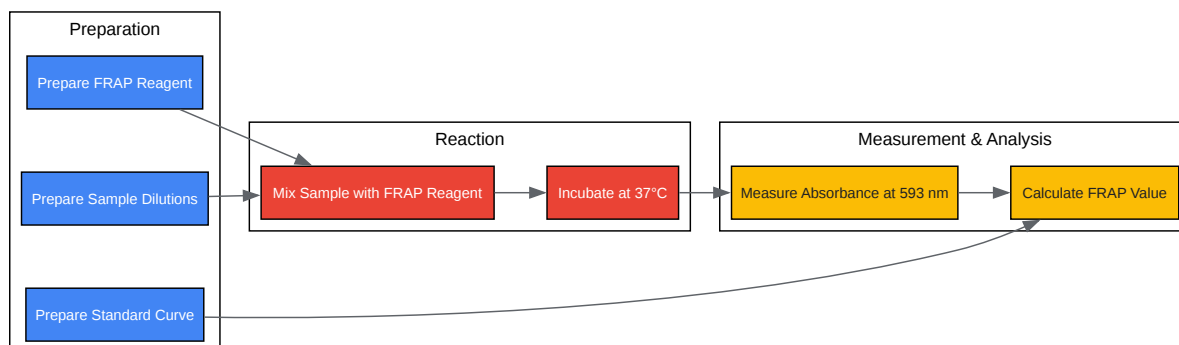 Preparation
Prepare FRAP Reagent
Prepare Sample Dilutions
Prepare Standard Curve
Reaction
Mix Sample with FRAP Reagent
Incubate at 37°C
Measurement & Analysis
Measure Absorbance at 593 nm
Calculate FRAP Value